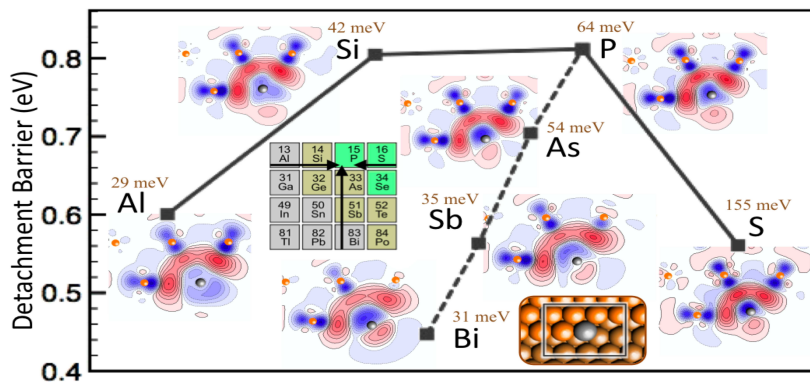 42 meV
64 meV
Si
P
0.8
Detachment Barrier (eV)
0.7
0.6
0.5
0.4
54 meV
As
13 14 15 16
Al Si P S
31 32 33 34
Ga Ge As Se
49 50 51 52
In Sn Sb Te
81 82 83 84
Tl Pb Bi Po
29 meV
Al
35 meV
Sb
155 meV
S
31 meV
Bi